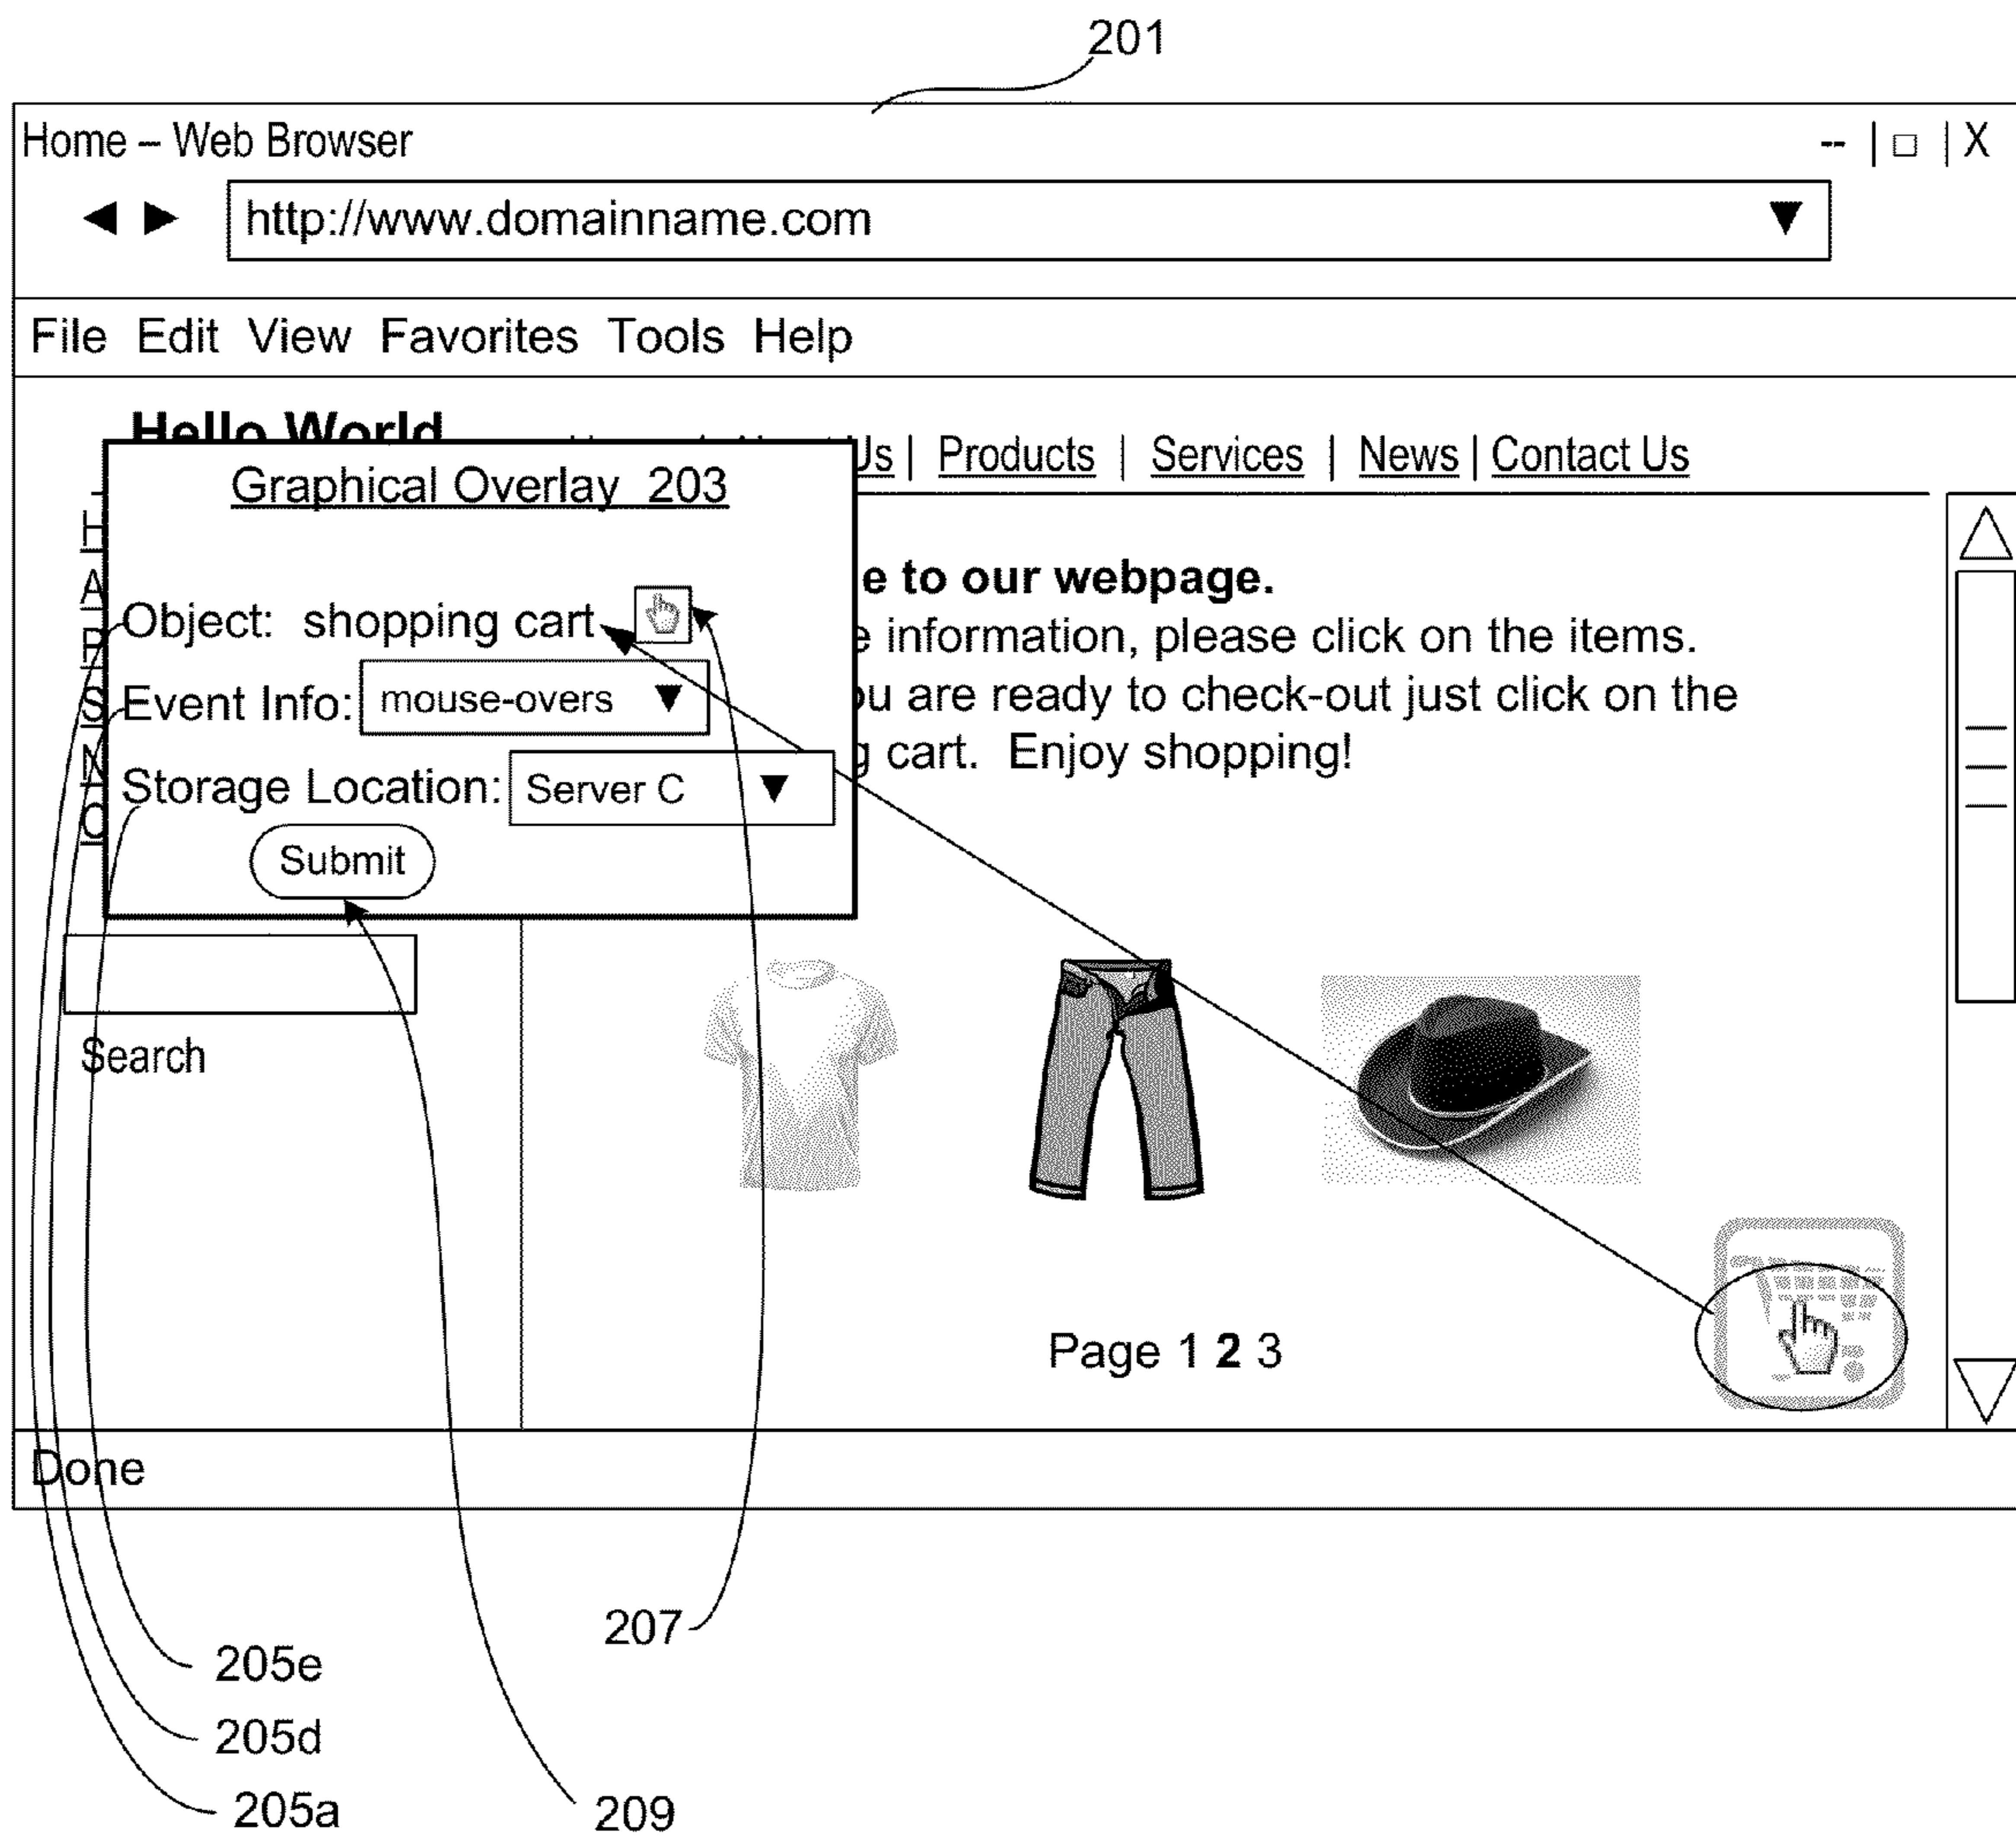 201
Home – Web Browser -- | □ | X
http://www.domainname.com
File Edit View Favorites Tools Help
Hello World
Us | Products | Services | News | Contact Us
Graphical Overlay 203
H
A
P
S
N
C
e to our webpage.
Object: shopping cart
e information, please click on the items.
Event Info: mouse-overs
ou are ready to check-out just click on the
g cart. Enjoy shopping!
Storage Location: Server C
Submit
Search
Page 1 2 3
Done
207
205e
205d
205a
209